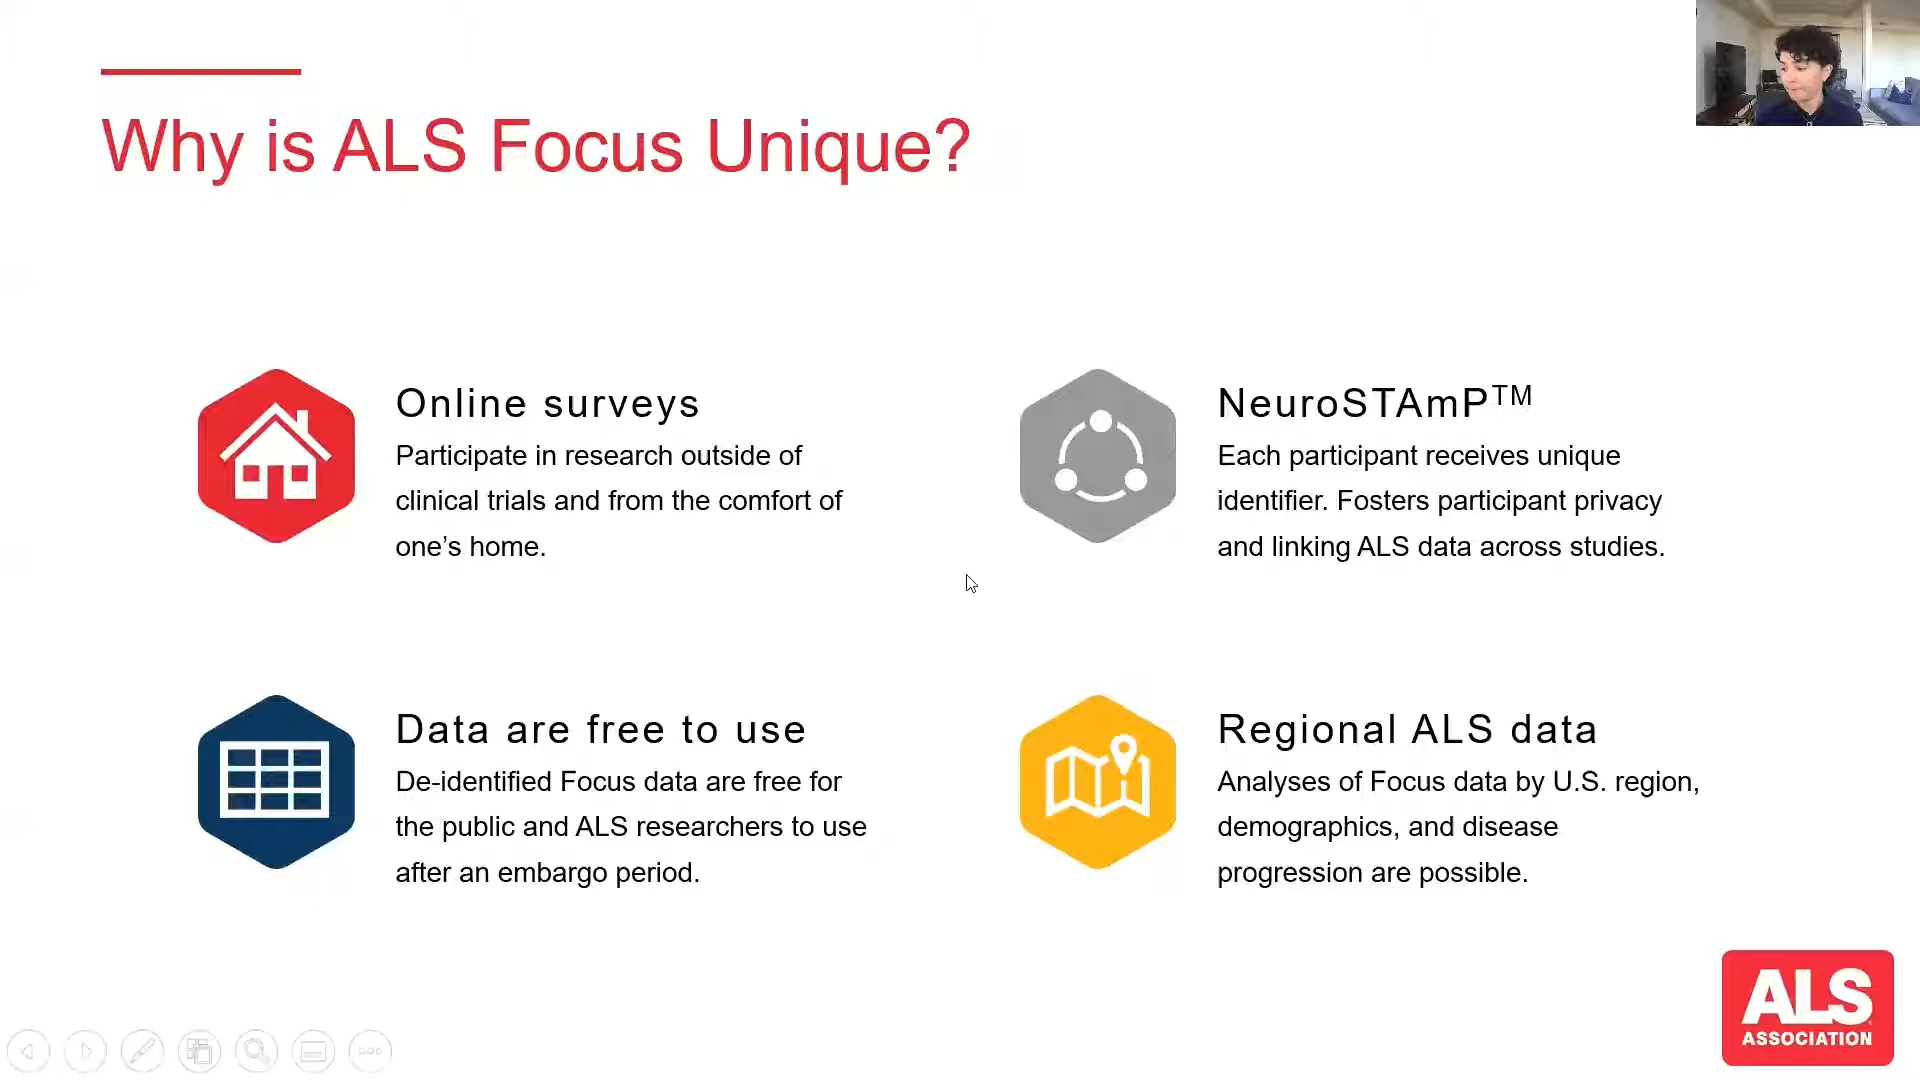 Why is ALS Focus Unique?
Online surveys
Participate in research outside of
clinical trials and from the comfort of
one’s home.
NeuroSTAmP™
Each participant receives unique
identifier. Fosters participant privacy
and linking ALS data across studies.
Data are free to use
De-identified Focus data are free for
the public and ALS researchers to use
after an embargo period.
Regional ALS data
Analyses of Focus data by U.S. region,
demographics, and disease
progression are possible.
ALS
ASSOCIATION